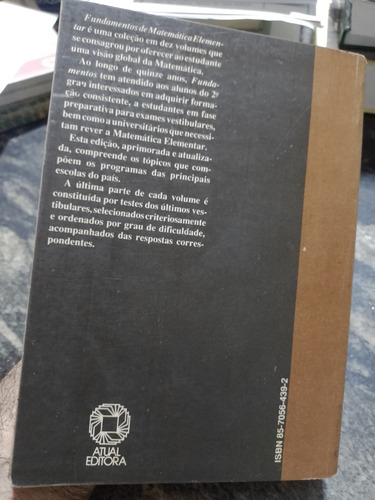 Fundamentos de Matemática Elemen-
tar é uma coleção em dez volumes que
se consagrou por oferecer ao estudante
uma visão global da Matemática.
Ao longo de quinze anos, Funda-
mentos tem atendido aos alunos do 2º
grau interessados em adquirir forma-
ção consistente, a estudantes em fase
preparativa para exames vestibulares,
bem como a universitários que necessi-
tam rever a Matemática Elementar.
Esta edição, aprimorada e atualiza-
da, compreende os tópicos que com-
põem os programas das principais
escolas do país.
A última parte de cada volume é
constituída por testes dos últimos ves-
tibulares, selecionados criteriosamente
e ordenados por grau de dificuldade,
acompanhados das respostas corres-
pondentes.
ATUAL
EDITORA
ISBN 85-7056-439-2